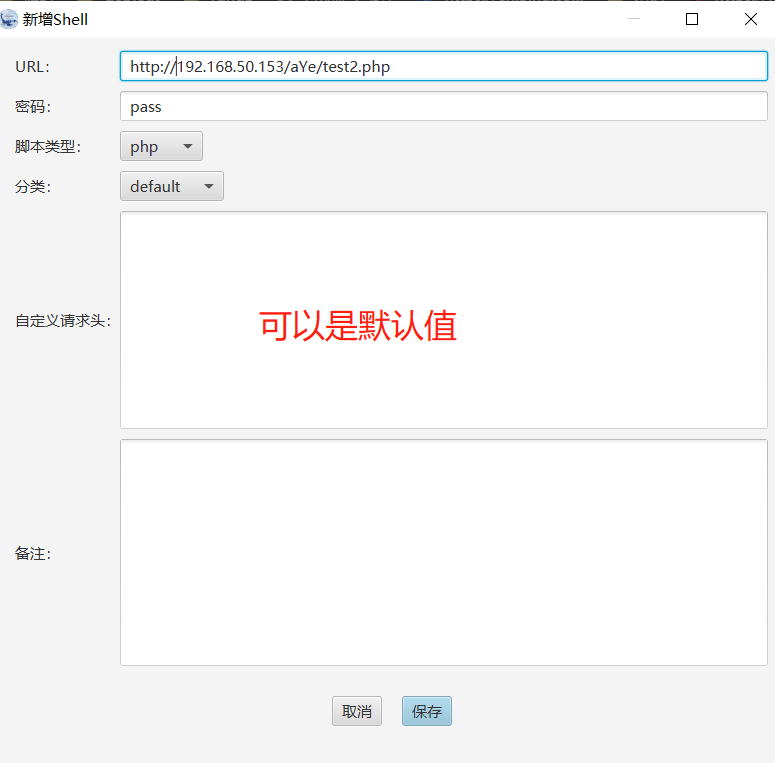 新增Shell
URL:
http://192.168.50.153/aYe/test2.php
密码:
pass
脚本类型:
php
分类:
default
自定义请求头:
可以是默认值
备注:
取消
保存